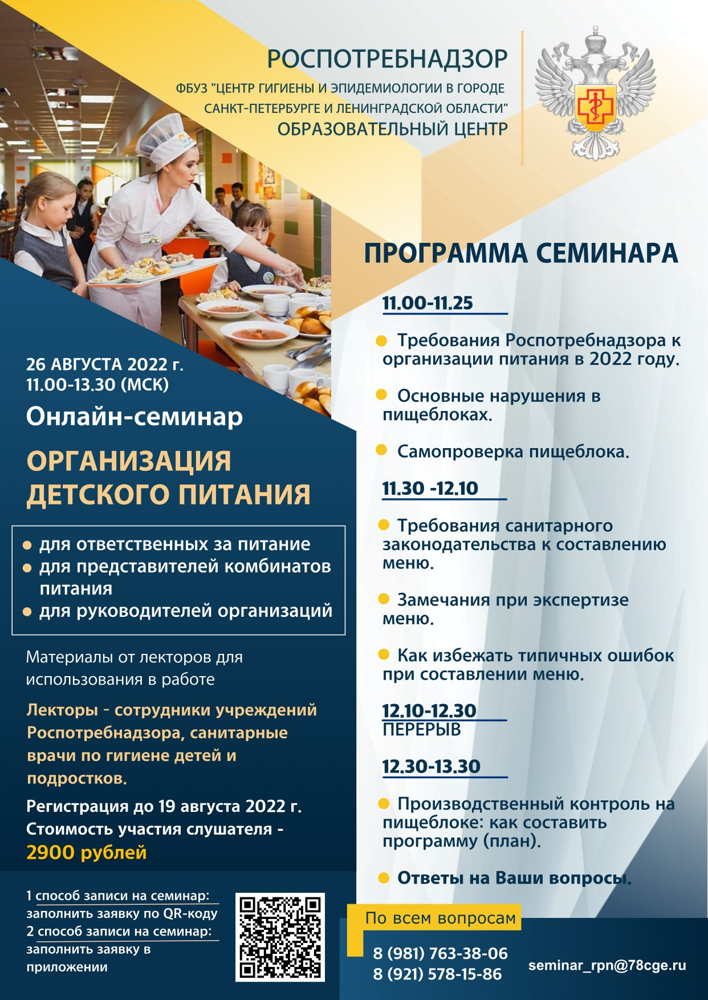 РОСПОТРЕБНАДЗОР
ФБУЗ "ЦЕНТР ГИГИЕНЫ И ЭПИДЕМИОЛОГИИ В ГОРОДЕ
САНКТ-ПЕТЕРБУРГЕ И ЛЕНИНГРАДСКОЙ ОБЛАСТИ"
ОБРАЗОВАТЕЛЬНЫЙ ЦЕНТР
26 АВГУСТА 2022 г.
11.00-13.30 (МСК)
Онлайн-семинар
ОРГАНИЗАЦИЯ
ДЕТСКОГО ПИТАНИЯ
для ответственных за питание
для представителей комбинатов
питания
для руководителей организаций
Материалы от лекторов для
использования в работе
Лекторы - сотрудники учреждений
Роспотребнадзора, санитарные
врачи по гигиене детей и
подростков.
Регистрация до 19 августа 2022 г.
Стоимость участия слушателя -
2900 рублей
1 способ записи на семинар:
заполнить заявку по QR-коду
2 способ записи на семинар:
заполнить заявку в
приложении
ПРОГРАММА СЕМИНАРА
11.00-11.25
Требования Роспотребнадзора к
организации питания в 2022 году.
Основные нарушения в
пищеблоках.
Самопроверка пищеблока.
11.30 -12.10
Требования санитарного
законодательства к составлению
меню.
Замечания при экспертизе
меню.
Как избежать типичных ошибок
при составлении меню.
12.10-12.30
ПЕРЕРЫВ
12.30-13.30
Производственный контроль на
пищеблоке: как составить
программу (план).
Ответы на Ваши вопросы.
По всем вопросам
8 (981) 763-38-06
8 (921) 578-15-86
seminar_rpn@78cge.ru